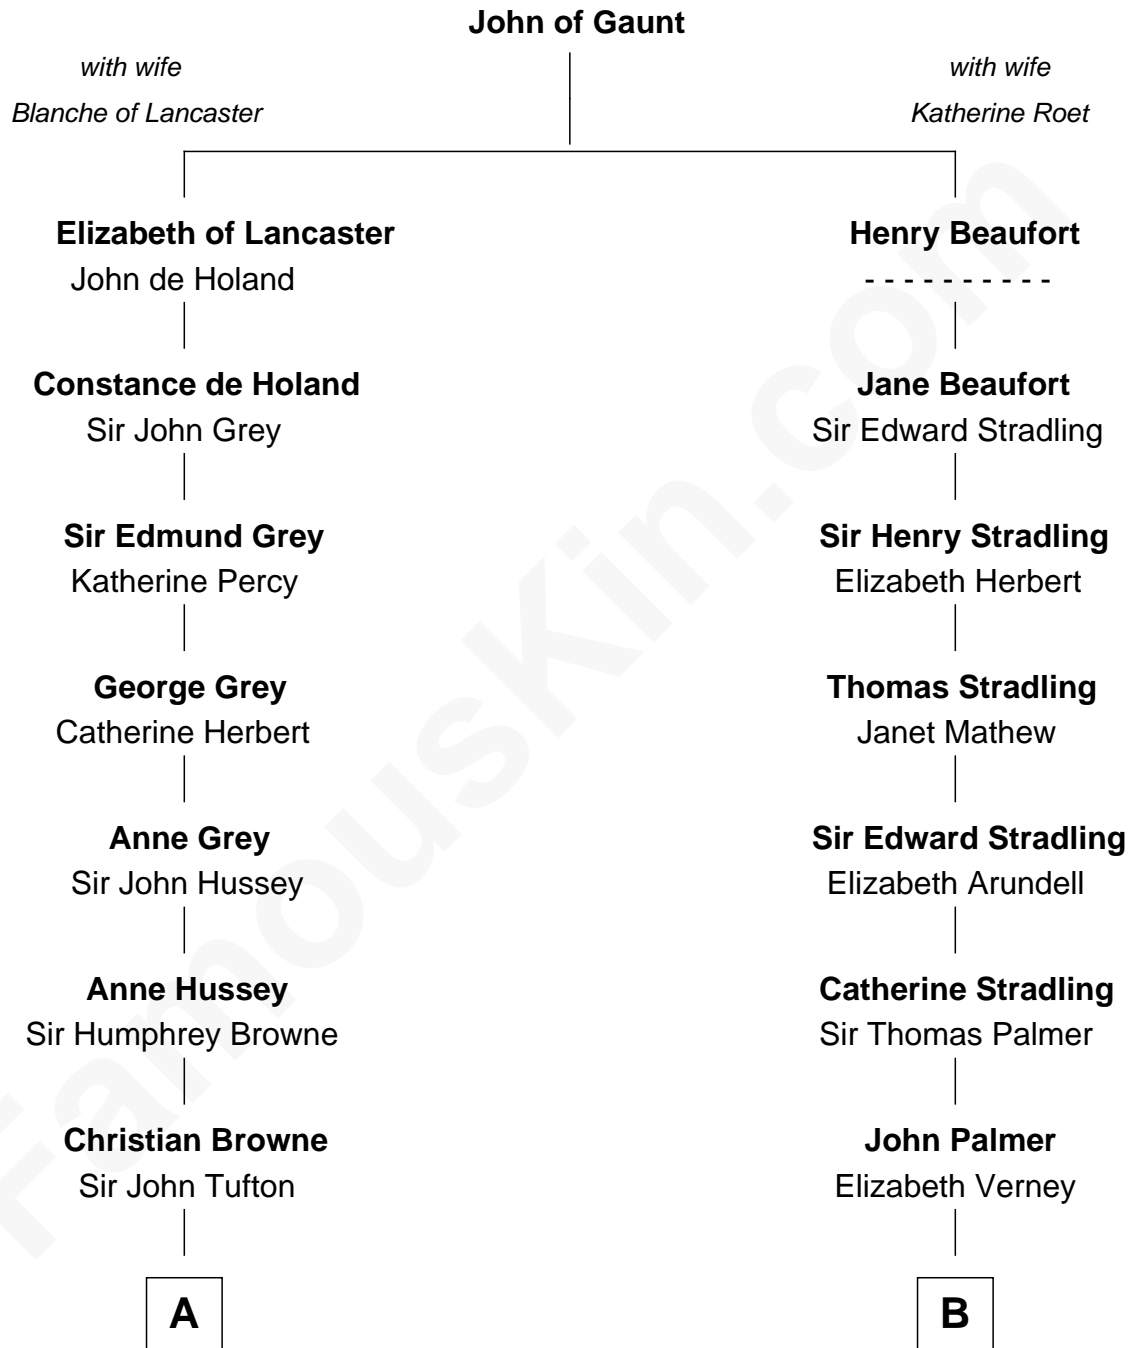 John of Gaunt
with wife
Blanche of Lancaster
with wife
Katherine Roet
Elizabeth of Lancaster
John de Holand
Henry Beaufort
- - - - - - - - - -
Constance de Holand
Sir John Grey
Jane Beaufort
Sir Edward Stradling
Sir Edmund Grey
Katherine Percy
Sir Henry Stradling
Elizabeth Herbert
George Grey
Catherine Herbert
Thomas Stradling
Janet Mathew
Anne Grey
Sir John Hussey
Sir Edward Stradling
Elizabeth Arundell
Anne Hussey
Sir Humphrey Browne
Catherine Stradling
Sir Thomas Palmer
Christian Browne
Sir John Tufton
John Palmer
Elizabeth Verney
A
B
FamousKin.com